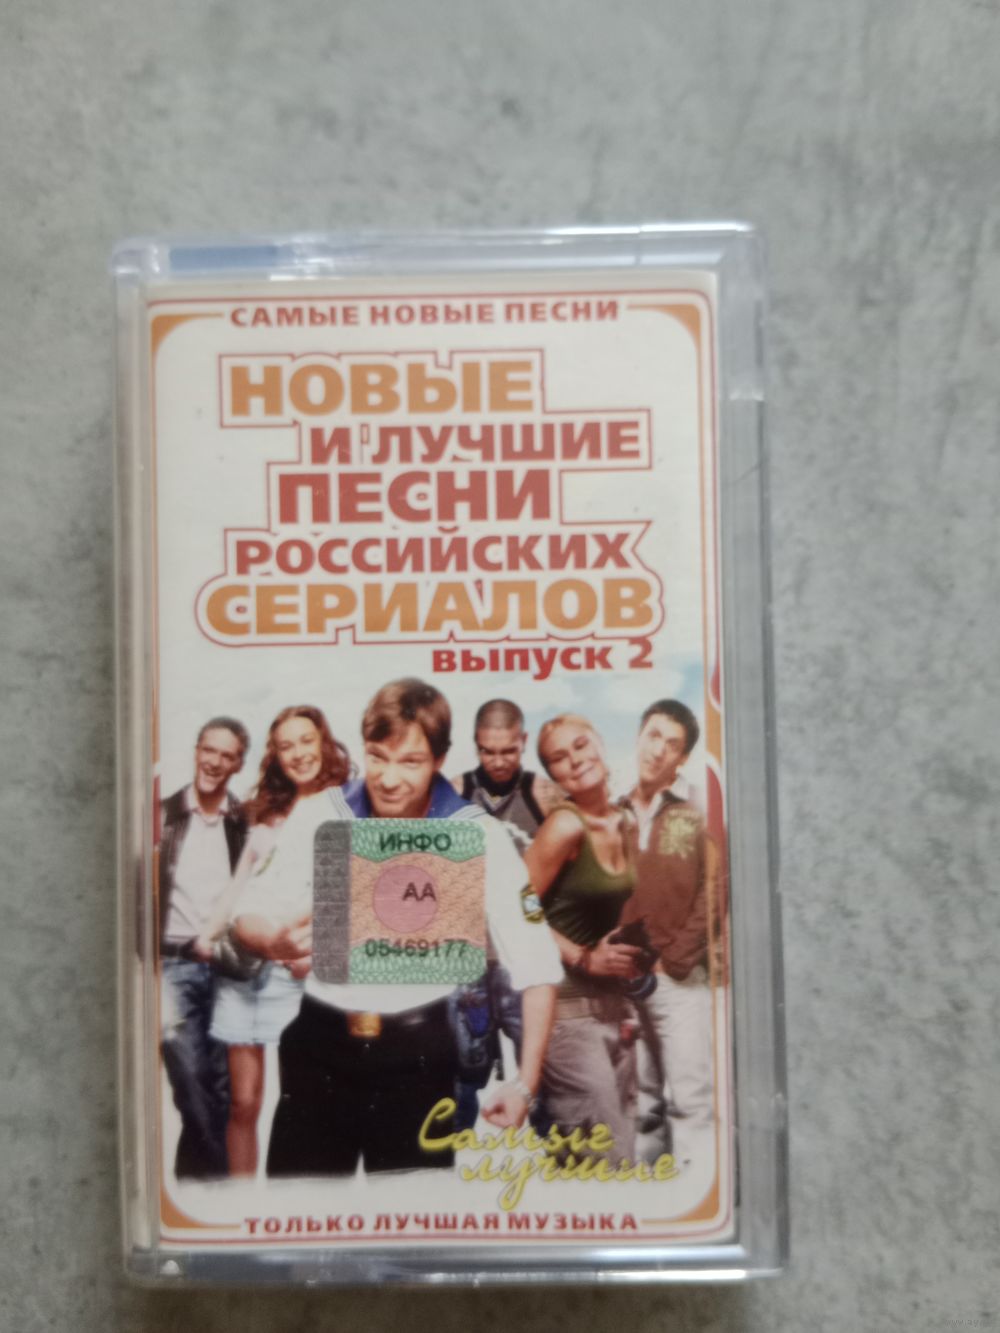 САМЫЕ НОВЫЕ ПЕСНИ
НОВЫЕ
И ЛУЧШИЕ
ПЕСНИ
РОССИЙСКИХ
СЕРИАЛОВ
ВЫПУСК 2
ИНФО
АА
05469177
Самые
лучшие
ТОЛЬКО ЛУЧШАЯ МУЗЫКА